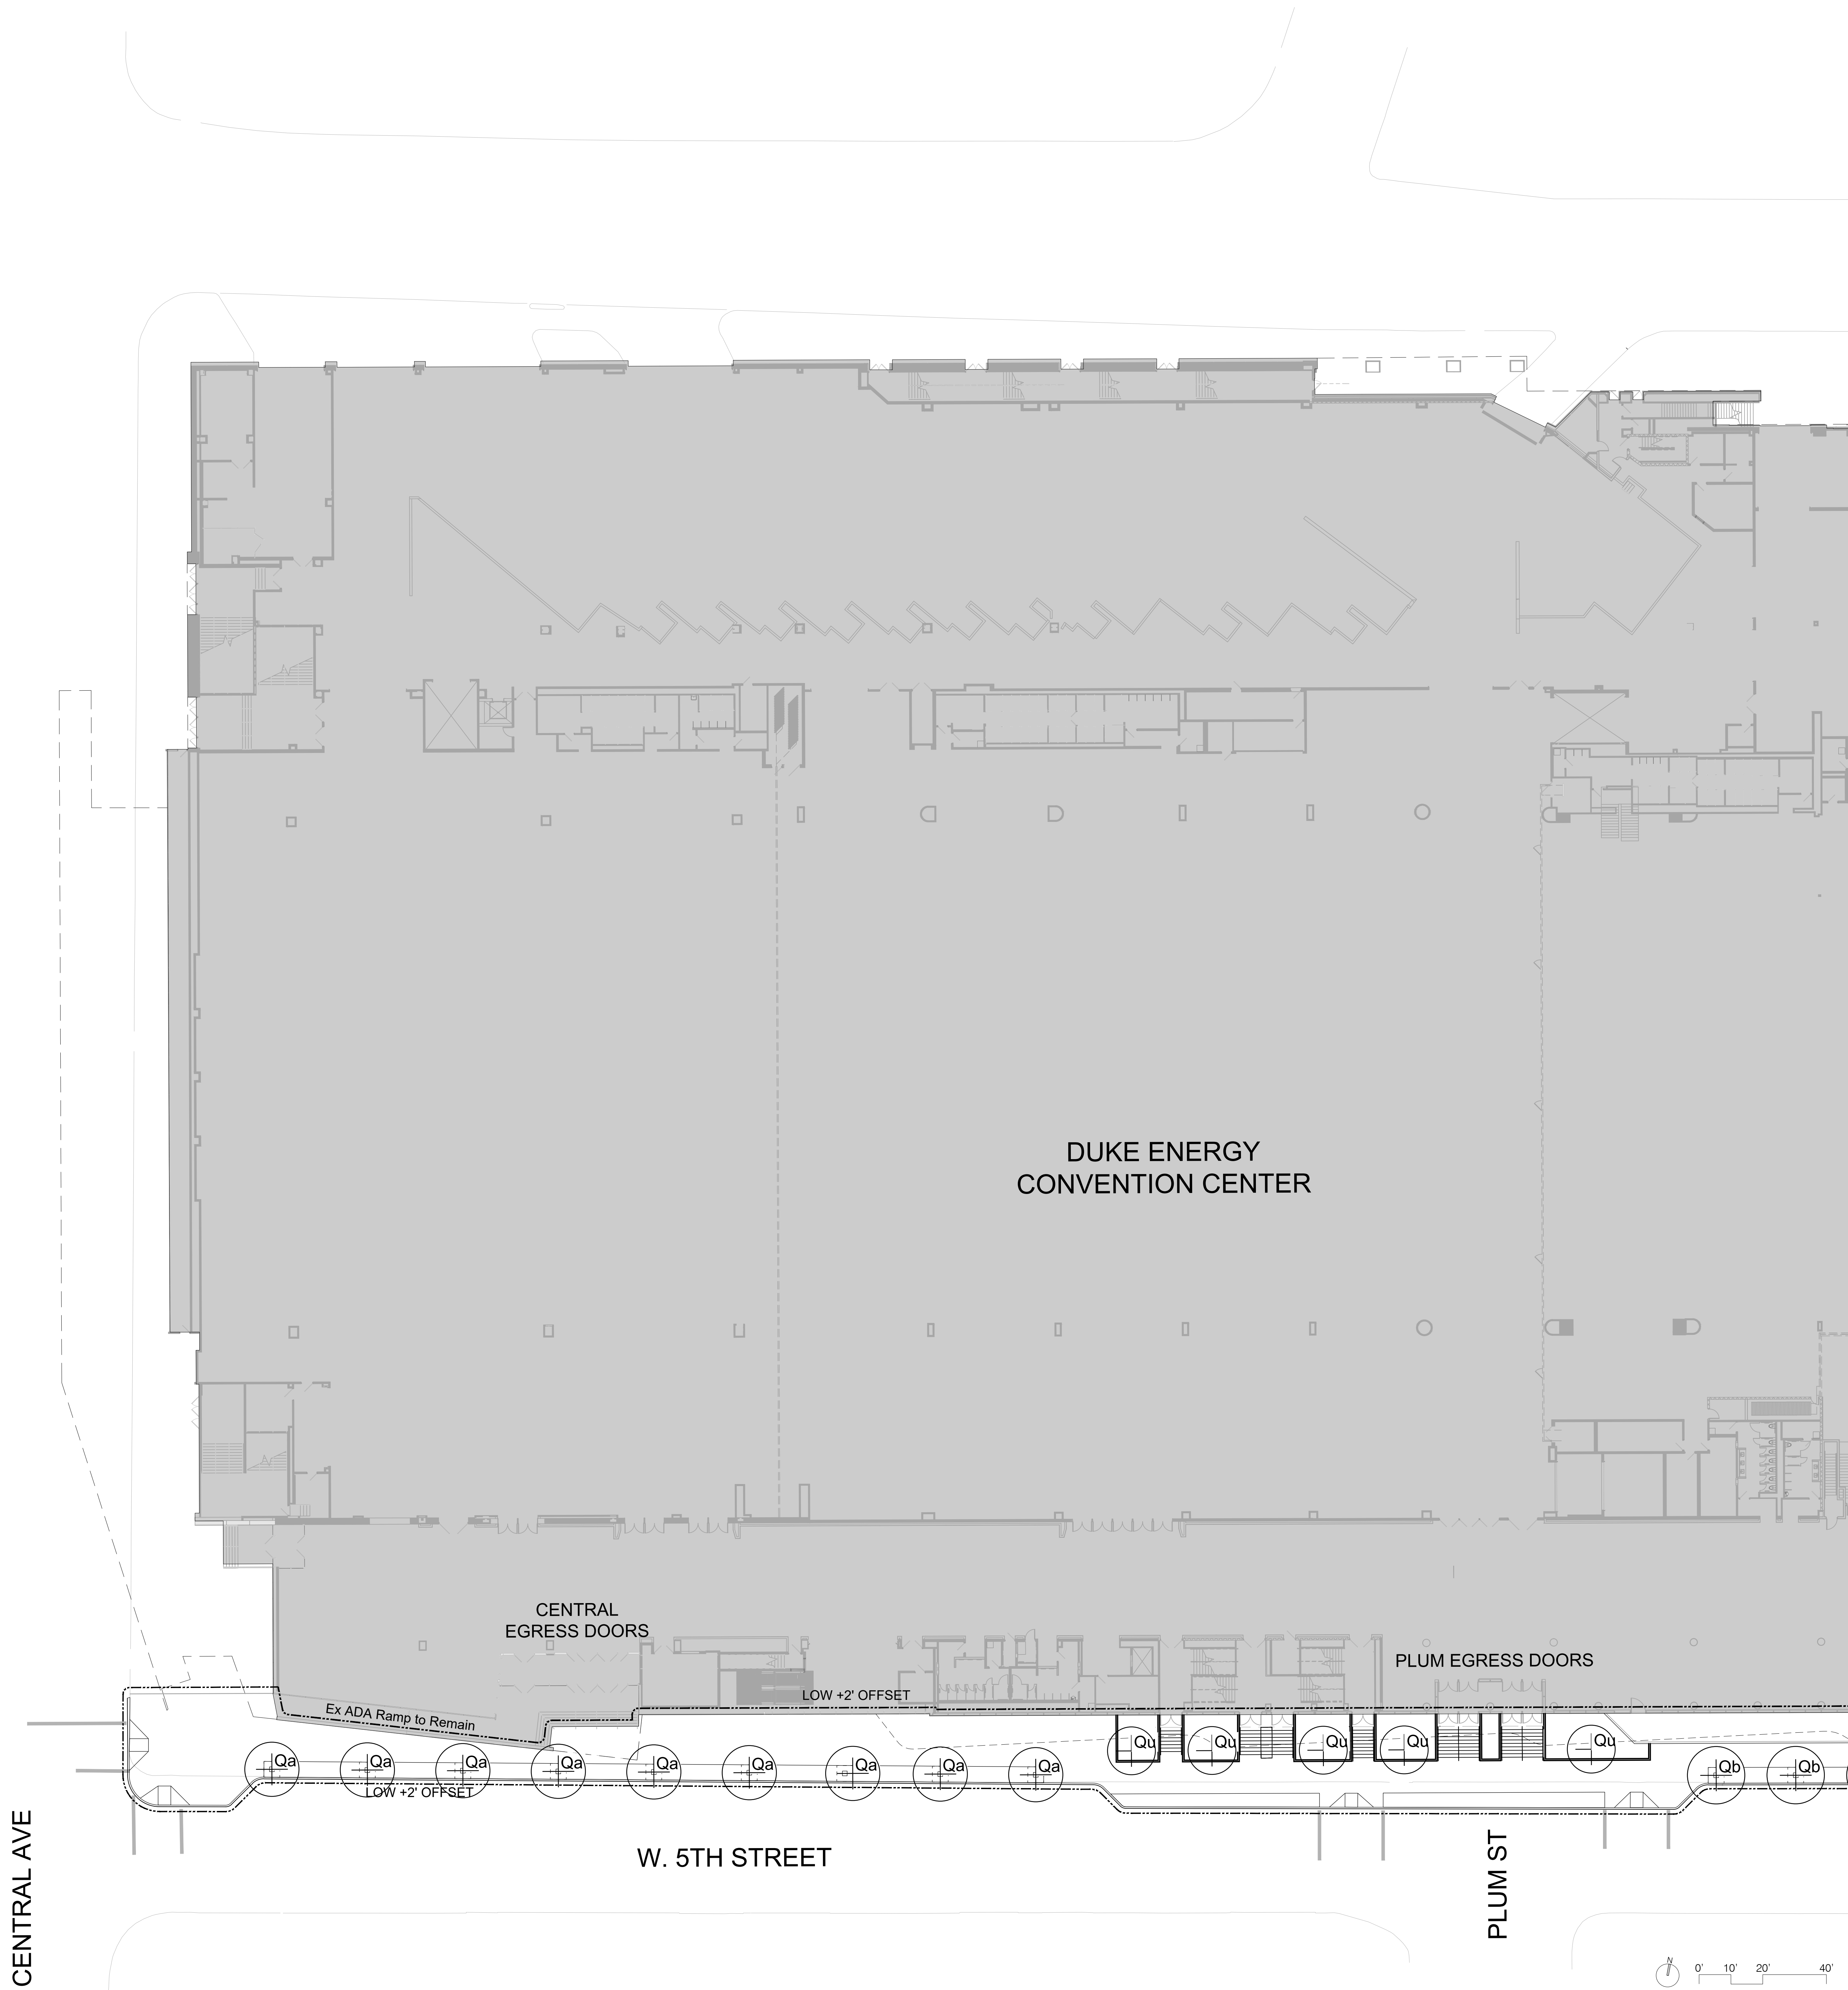 DUKE ENERGY
CONVENTION CENTER
CENTRAL
EGRESS DOORS
PLUM EGRESS DOORS
LOW +2' OFFSET
Ex ADA Ramp to Remain
Qu Qu Qu Qu Qu
Qa Qa Qa Qa Qa Qa Qa Qa Qa
Qb Qb
LOW +2' OFFSET
W. 5TH STREET
CENTRAL AVE
PLUM ST
N
0' 10' 20' 40'